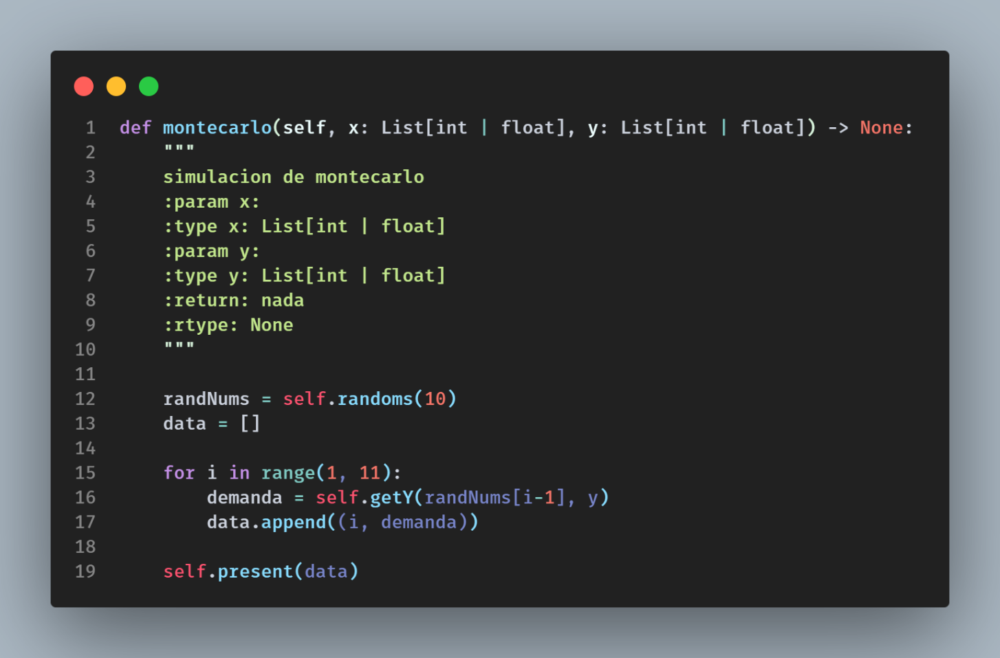 1 def montecarlo(self, x: List[int | float], y: List[int | float]) -> None:
2     """
3     simulacion de montecarlo
4     :param x:
5     :type x: List[int | float]
6     :param y:
7     :type y: List[int | float]
8     :return: nada
9     :rtype: None
10     """
11
12     randNums = self.randoms(10)
13     data = []
14
15     for i in range(1, 11):
16         demanda = self.getY(randNums[i-1], y)
17         data.append((i, demanda))
18
19     self.present(data)